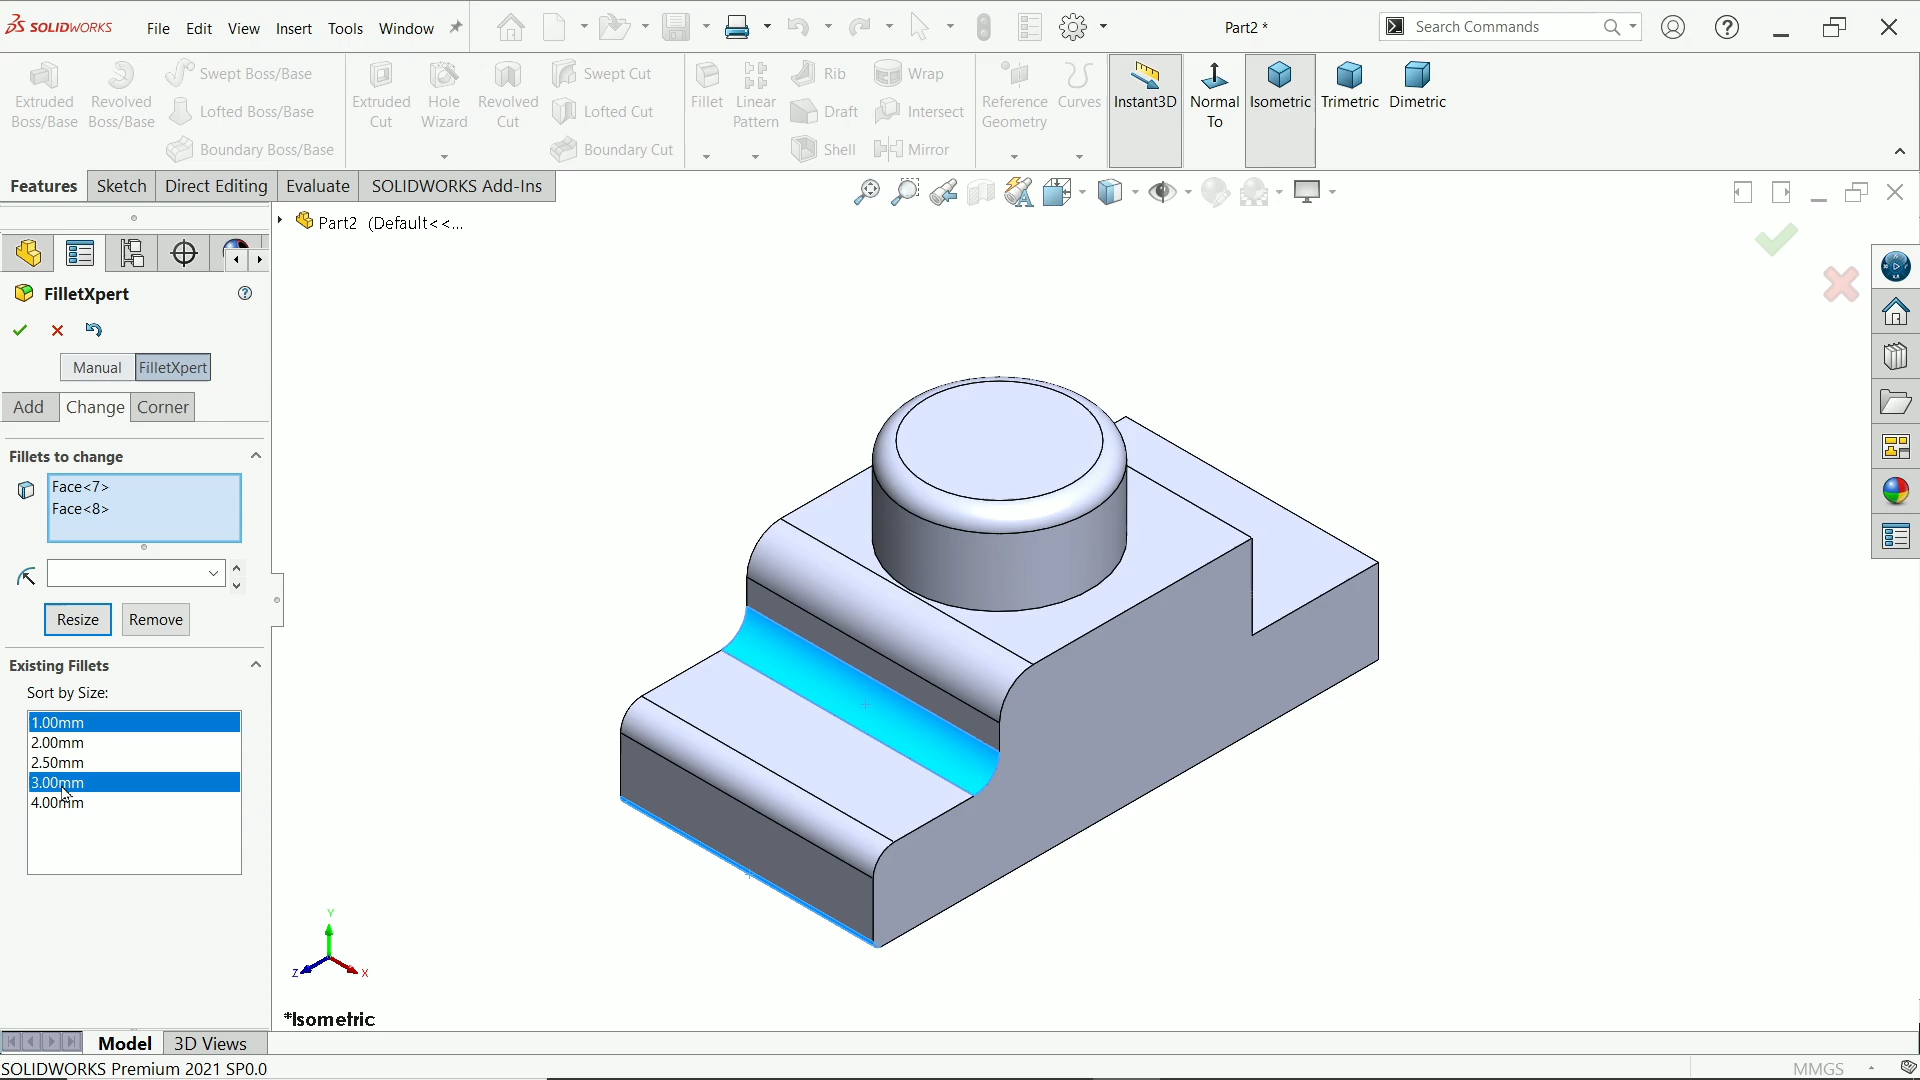 SOLIDWORKS File Edit View Insert Tools Window Part2 * Search Commands
Extruded Boss/Base
Revolved Boss/Base
Swept Boss/Base
Lofted Boss/Base
Boundary Boss/Base
Extruded Cut
Hole Wizard
Revolved Cut
Swept Cut
Lofted Cut
Boundary Cut
Fillet
Linear Pattern
Rib
Draft
Shell
Wrap
Intersect
Mirror
Reference Geometry
Curves
Instant3D
Normal To
Isometric
Trimetric
Dimetric
Features Sketch Direct Editing Evaluate SOLIDWORKS Add-Ins
Part2 (Default<<...
FilletXpert
Manual FilletXpert
Add Change Corner
Fillets to change
Face<7>
Face<8>
Resize Remove
Existing Fillets
Sort by Size:
1.00mm
2.00mm
2.50mm
3.00mm
4.00mm
Y
Z X
*Isometric
Model 3D Views
SOLIDWORKS Premium 2021 SP0.0 MMGS